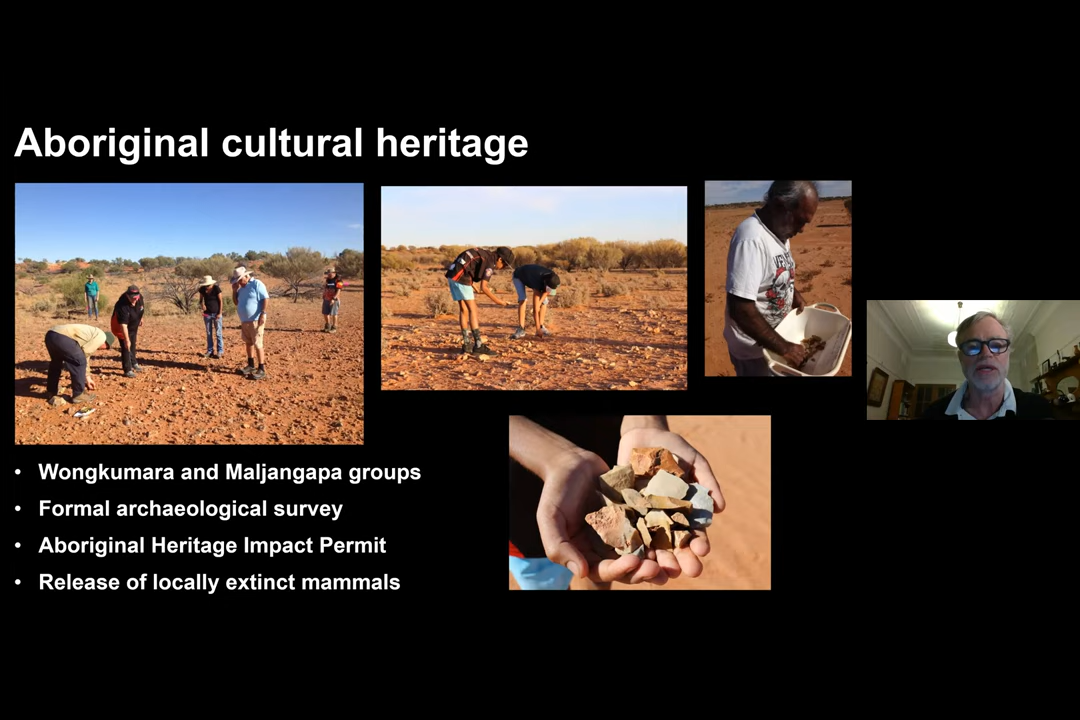 Aboriginal cultural heritage
• Wongkumara and Maljangapa groups
• Formal archaeological survey
• Aboriginal Heritage Impact Permit
• Release of locally extinct mammals